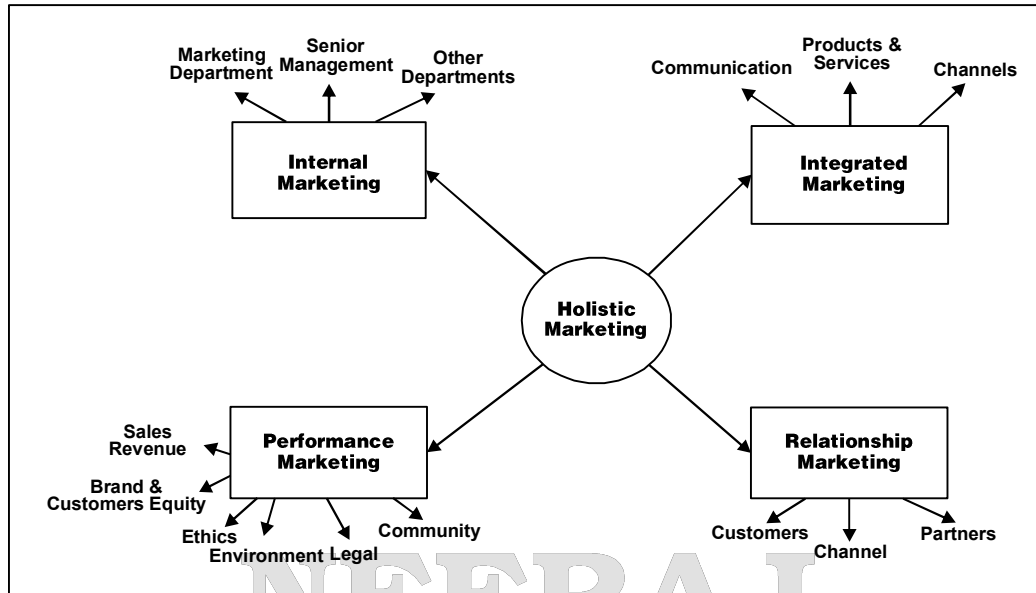 Marketing
Department
Senior
Management
Other
Departments
Internal
Marketing
Communication
Products &
Services
Channels
Integrated
Marketing
Holistic
Marketing
Sales
Revenue
Brand &
Customers Equity
Ethics
Environment
Legal
Community
Performance
Marketing
Relationship
Marketing
Customers
Channel
Partners
NEERAJ